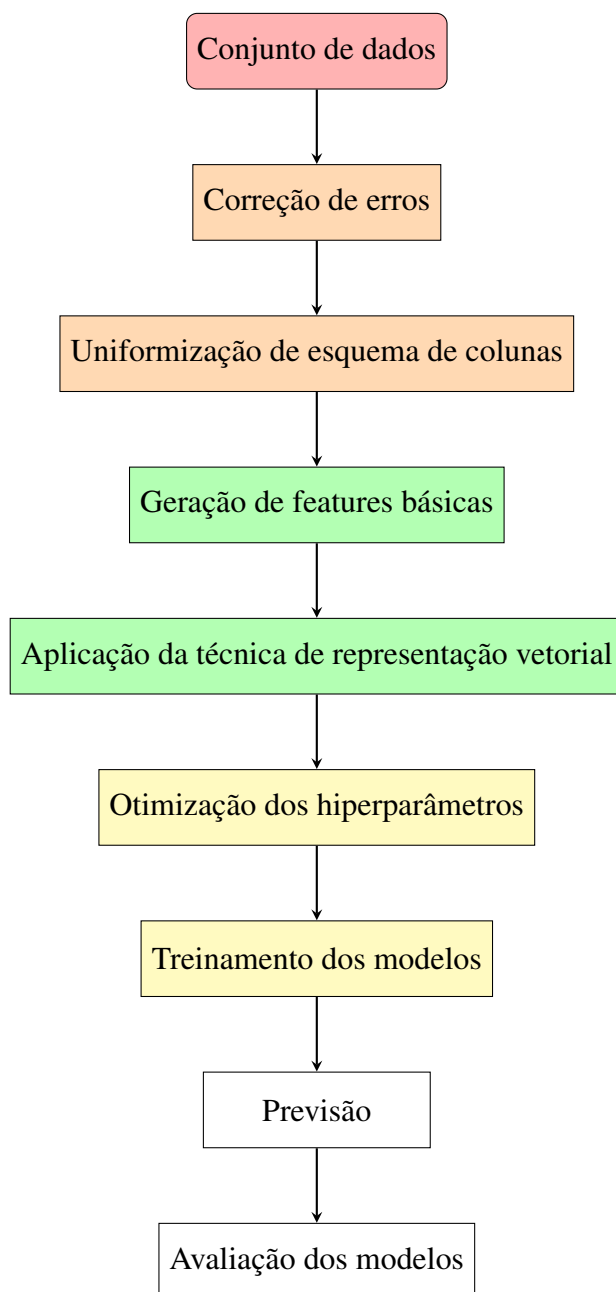 Conjunto de dados
Correção de erros
Uniformização de esquema de colunas
Geração de features básicas
Aplicação da técnica de representação vetorial
Otimização dos hiperparâmetros
Treinamento dos modelos
Previsão
Avaliação dos modelos